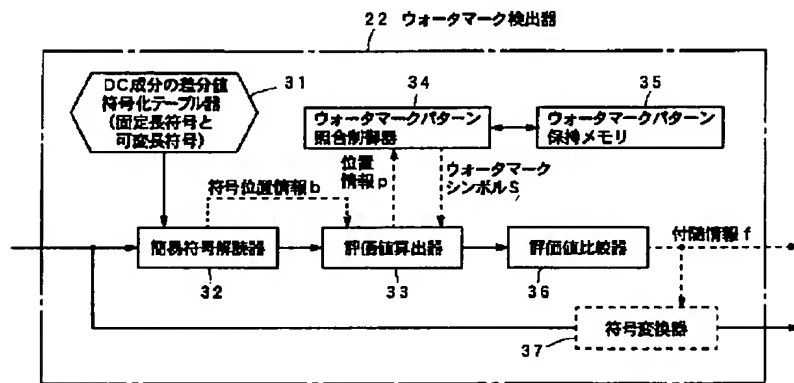 22 ウォータマーク検出器
31
DC成分の差分値
符号化テーブル器
(固定長符号と
可変長符号)
34
ウォータマークパターン
照合制御器
35
ウォータマークパターン
保持メモリ
位置
情報p
ウォータマーク
シンボルS
符号位置情報b
簡易符号解読器
32
評価値算出器
33
評価値比較器
36
付随情報f
符号変換器
37